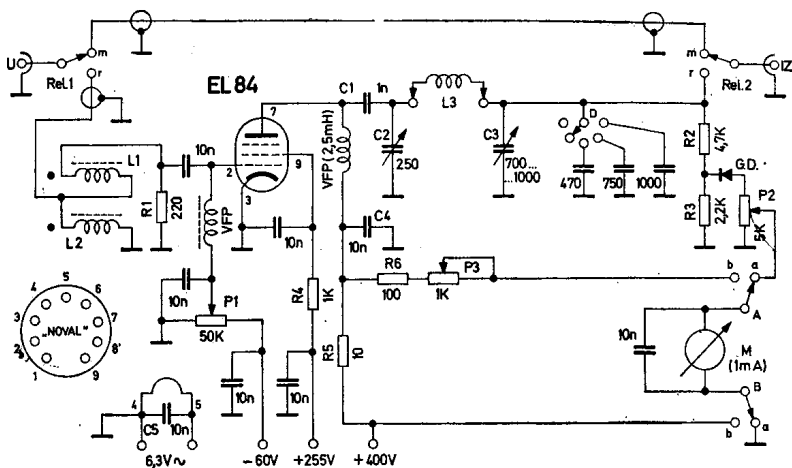 U
m
r
Rel.1
EL84
C1
1n
L3
m
r
IZ
Rel.2
7
9
2
3
10n
L1
L2
R1
220
VFP
10n
VFP (2,5mH)
C2
250
C3
700...
...1000
D
470
750
1000
R2
4,7K
G.D.
R3
2,2K
P2
5K
C4
10n
10n
P1
50K
R4
1K
R6
100
P3
1K
b
a
A
10n
M
(1mA)
B
b
a
R5
10
10n
10n
„NOVAL”
1
2
3
4
5
6
7
8
9
4
5
C5
10n
6,3V~
-60V
+255V
+400V